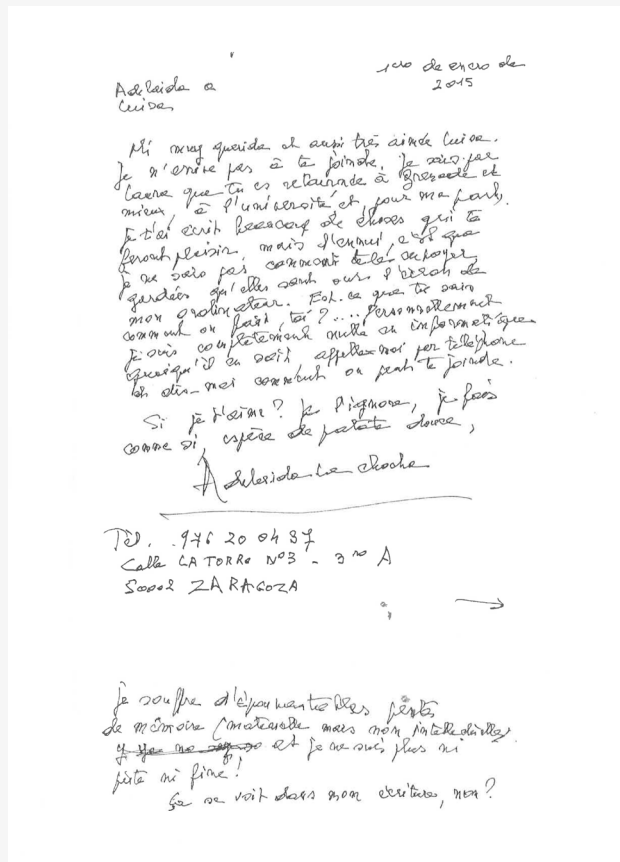 1ero de enero de
2015
Adelaida a
Luisa,
Mi muy querida et aussi très aimée Luisa.
Je n'arrive pas à te joindre. Je sais par
Laura que tu es retournée à Grenade et
mieux, à l'université et, pour ma part,
je t'ai écrit beaucoup de choses qui te
feront plaisir, mais l'ennui, c'est que
je ne sais pas comment te les envoyer,
gardées qu'elles sont sur l'écran de
mon ordinateur. Est-ce que tu sais
comment on fait, toi?.... Personnellement
je suis complètement nulle en informatique.
Quoiqu'il en soit appelle-moi par téléphone
et dis-moi comment on peut te joindre.
Si je t'aime? Je l'ignore, je fais
comme si, espèce de patate douce,
Adelaida La
Tél. 976 20 04 37
Calle LA TORRE Nº3 - 3ro A
50002 ZARAGOZA
je souffre d'épouvantables pertes
de mémoire (matérielle mais non intellectuelle)
et je ne suis plus ni
ni fine!
Ça se voit dans mon écriture, non?